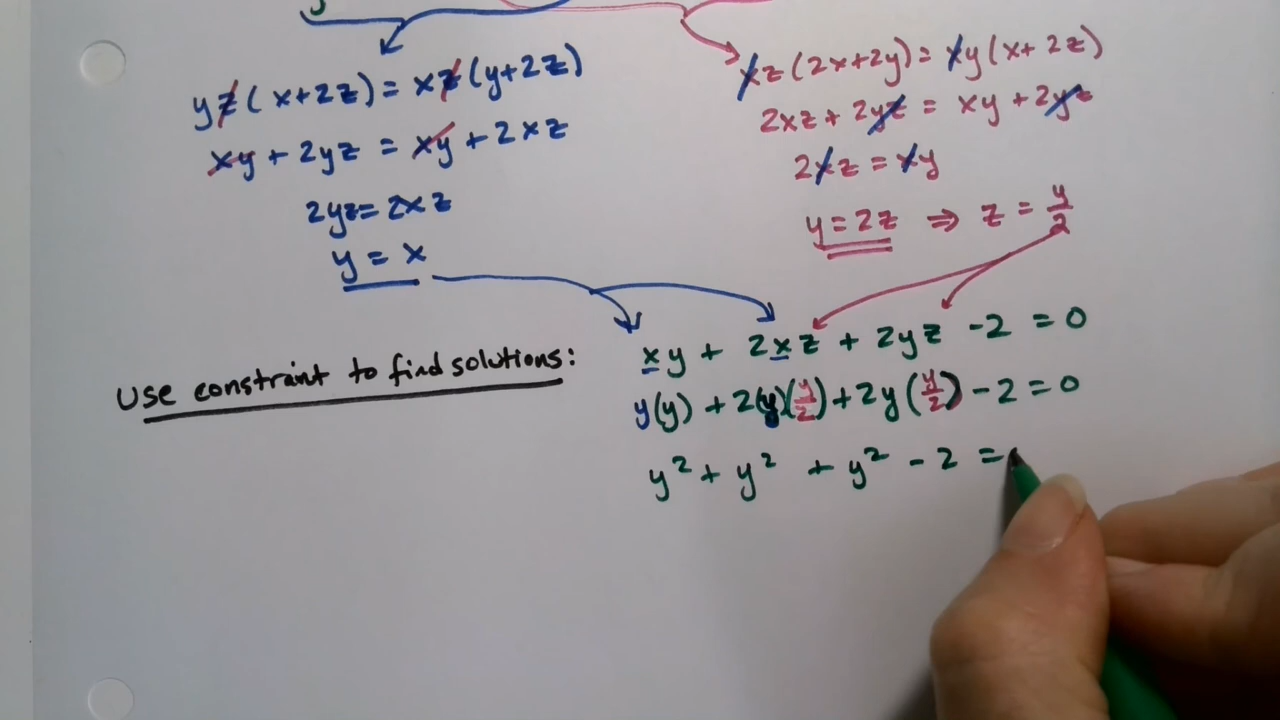 yz(x+2z) = xz(y+2z)
xy + 2yz = xy + 2xz
2yz = 2xz
y = x
xz(2x+2y) = xy(x+2z)
2xz + 2yz = xy + 2yz
2xz = xy
y = 2z ⇒ z = y/2
Use constraint to find solutions:
xy + 2xz + 2yz - 2 = 0
y(y) + 2(y)(y/2) + 2y(y/2) - 2 = 0
y² + y² + y² - 2 =